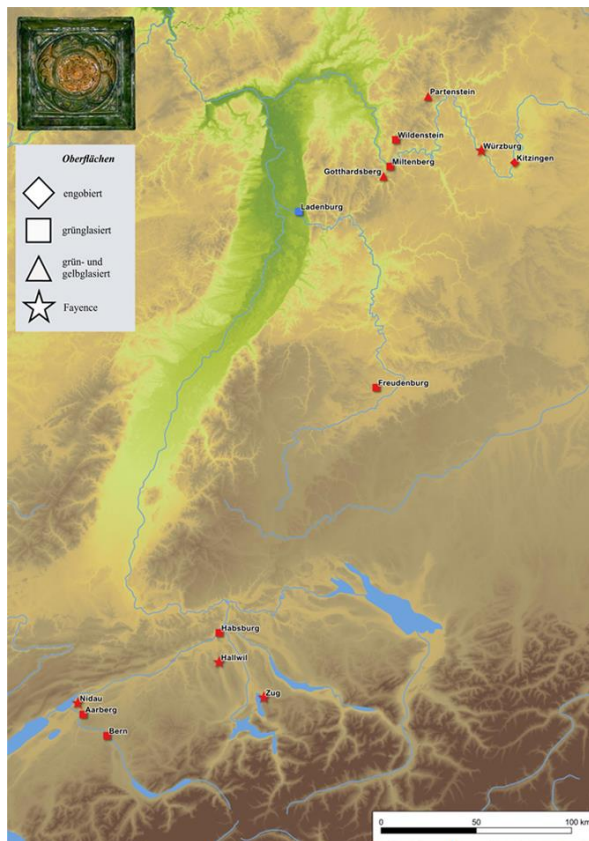 Oberflächen
engobiert
grünglasiert
grün- und
gelbglasiert
Fayence
Partenstein
Wildenstein
Würzburg
Kitzingen
Miltenberg
Gotthardsberg
Ladenburg
Freudenburg
Habsburg
Hallwil
Zug
Nidau
Aarberg
Bern
0
50
100 km